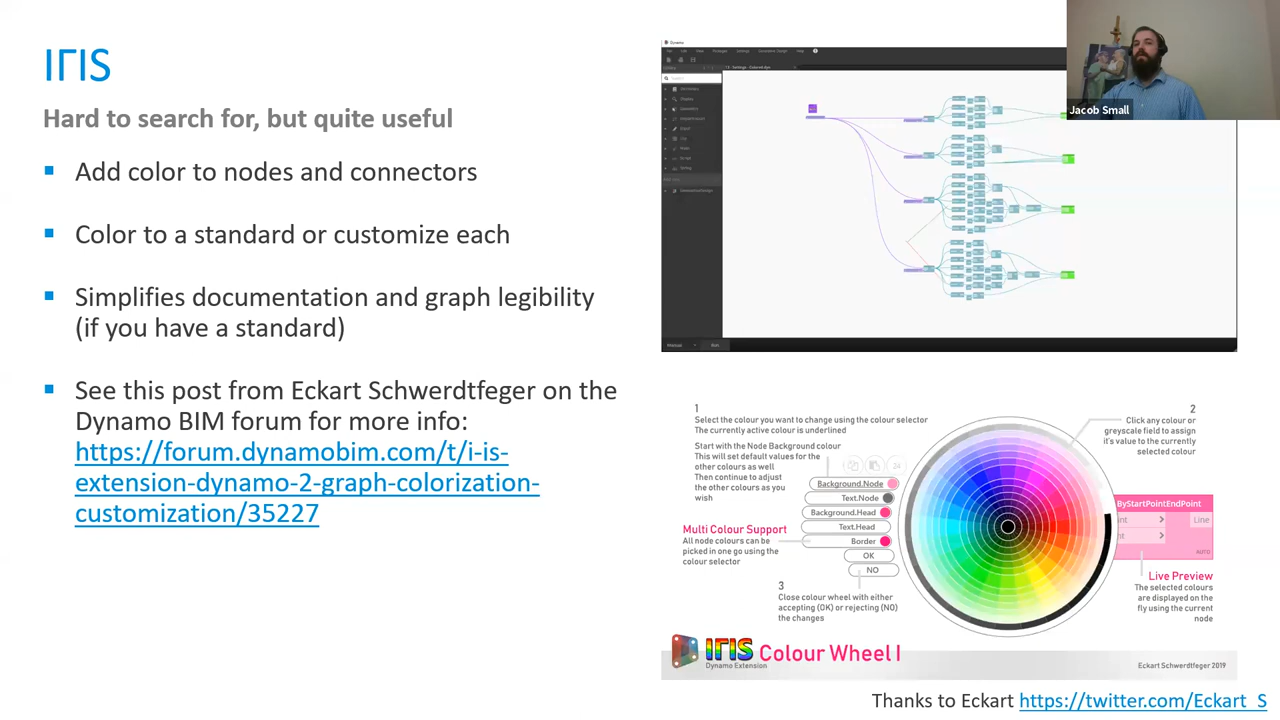 IГIS
Hard to search for, but quite useful
Add color to nodes and connectors
Color to a standard or customize each
Simplifies documentation and graph legibility
(if you have a standard)
See this post from Eckart Schwerdtfeger on the
Dynamo BIM forum for more info:
https://forum.dynamobim.com/t/i-is-
extension-dynamo-2-graph-colorization-
customization/35227
Dynamo
Jacob Small
Manual
Run
1
Select the colour you want to change using the colour selector
The currently active colour is underlined
Start with the Node Background colour
This will set default values for the
other colours as well
Then continue to adjust
the other colours as you
wish
Background.Node
Text.Node
Background.Head
Text.Head
Border
OK
NO
Multi Colour Support
All node colours can be
picked in one go using the
colour selector
3
Close colour wheel with either
accepting (OK) or rejecting (NO)
the changes
2
Click any colour or
greyscale field to assign
it's value to the currently
selected colour
ByStartPointEndPoint
int
Line
nt
AUTO
Live Preview
The selected colours
are displayed on the
fly using the current
node
IГIS Colour Wheel I
Dynamo Extension
Eckart Schwerdtfeger 2019
Thanks to Eckart https://twitter.com/Eckart_S